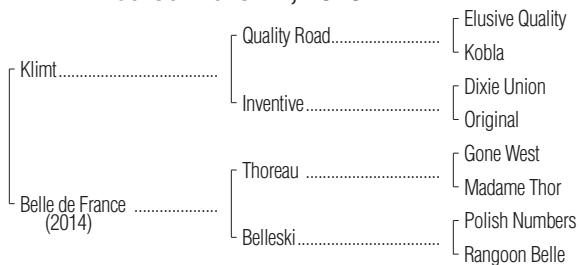 Elusive Quality
Quality Road
Kobla
Klimt
Dixie Union
Inventive
Original
Gone West
Thoreau
Madame Thor
Belle de France
(2014)
Polish Numbers
Belleski
Rangoon Belle